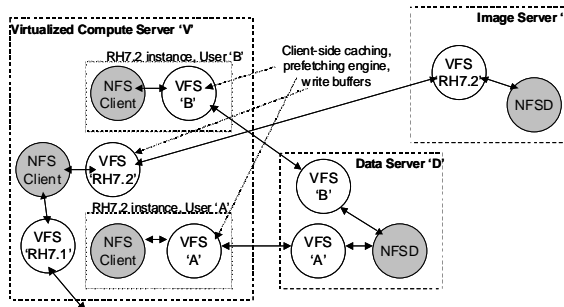 Virtualized Compute Server 'V'
Image Server '
RH7.2 instance, User 'B'
Client-side caching,
prefetching engine,
write buffers
NFS
Client
VFS
'B'
VFS
'RH7.2'
NFSD
NFS
Client
VFS
'RH7.2'
Data Server 'D'
VFS
'B'
RH7.2 instance, User 'A'
VFS
'RH7.1'
NFS
Client
VFS
'A'
VFS
'A'
NFSD